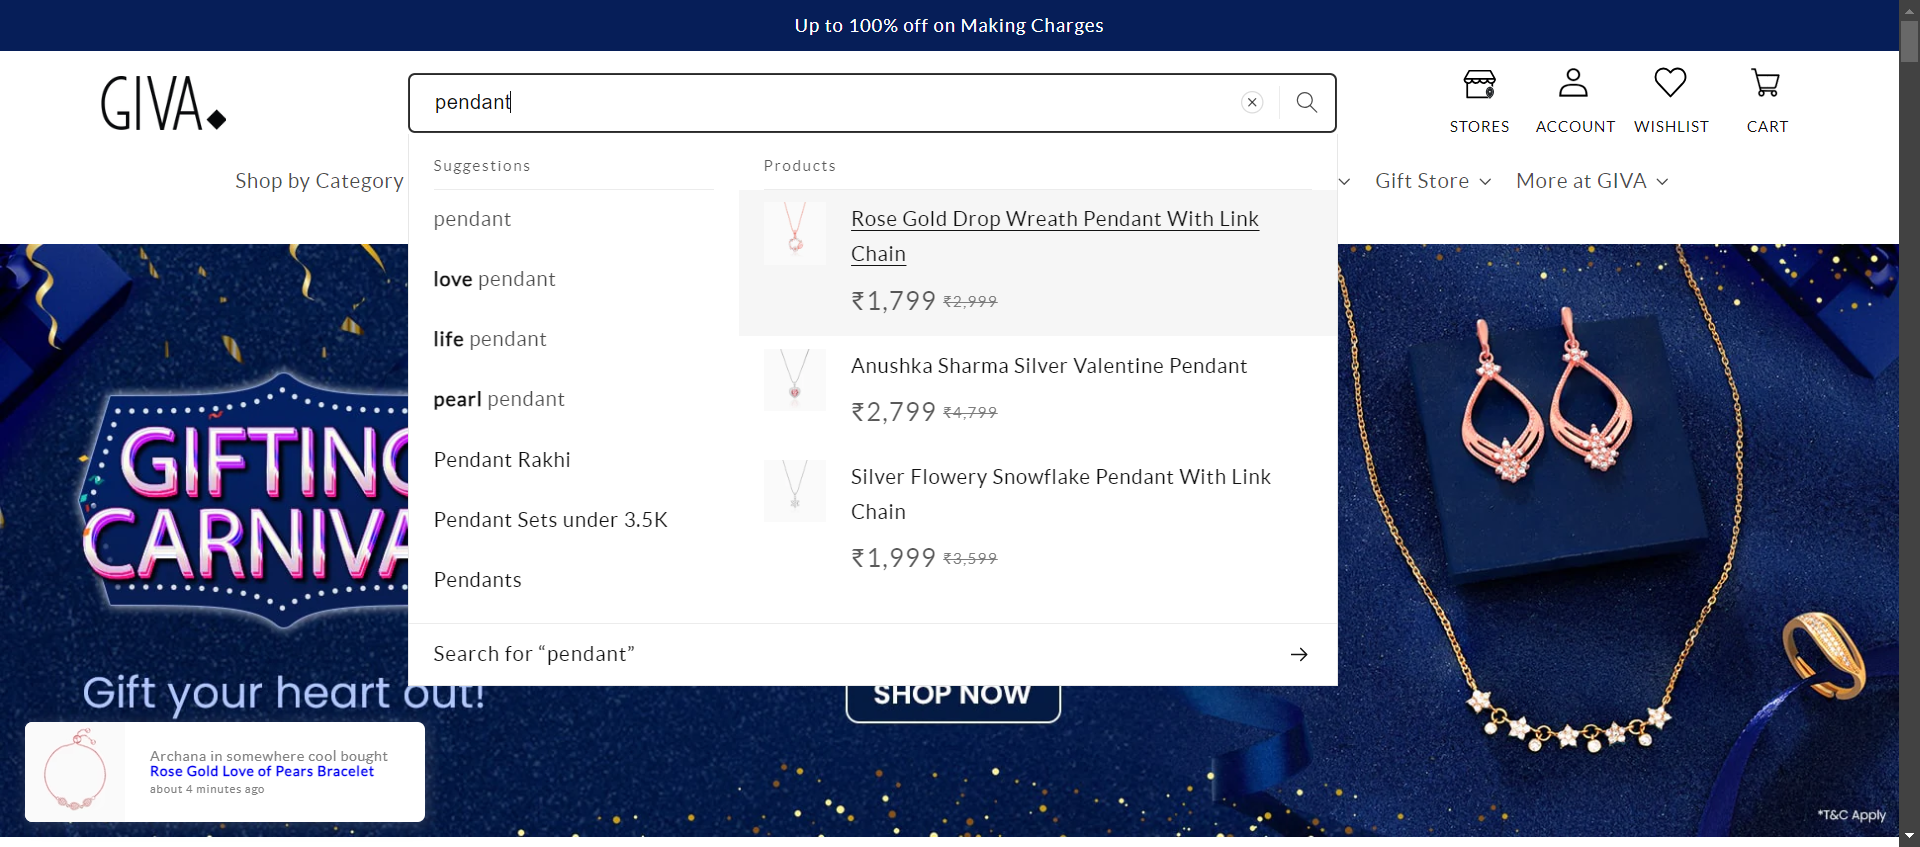 Up to 100% off on Making Charges
GIVA
pendant
STORES
ACCOUNT
WISHLIST
CART
Shop by Category
Gift Store
More at GIVA
Suggestions
pendant
love pendant
life pendant
pearl pendant
Pendant Rakhi
Pendant Sets under 3.5K
Pendants
Products
Rose Gold Drop Wreath Pendant With Link
Chain
₹1,799 ₹2,999
Anushka Sharma Silver Valentine Pendant
₹2,799 ₹4,799
Silver Flowery Snowflake Pendant With Link
Chain
₹1,999 ₹3,599
Search for “pendant”
GIFTING
CARNIVA
Gift your heart out!
SHOP NOW
Archana in somewhere cool bought
Rose Gold Love of Pears Bracelet
about 4 minutes ago
*T&C Apply